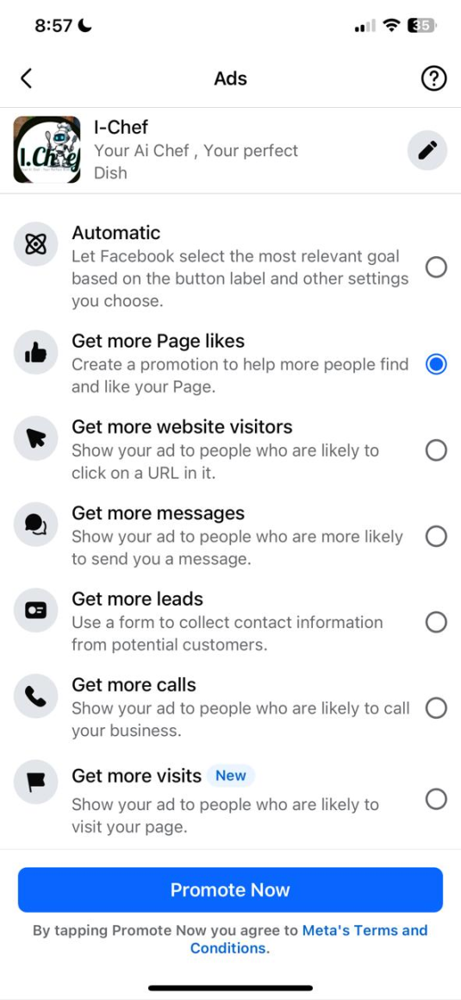 8:57
35
Ads
I-Chef
Your Ai Chef , Your perfect
Dish
I.Chef
Automatic
Let Facebook select the most relevant goal
based on the button label and other settings
you choose.
Get more Page likes
Create a promotion to help more people find
and like your Page.
Get more website visitors
Show your ad to people who are likely to
click on a URL in it.
Get more messages
Show your ad to people who are more likely
to send you a message.
Get more leads
Use a form to collect contact information
from potential customers.
Get more calls
Show your ad to people who are likely to call
your business.
Get more visits New
Show your ad to people who are likely to
visit your page.
Promote Now
By tapping Promote Now you agree to Meta's Terms and
Conditions.